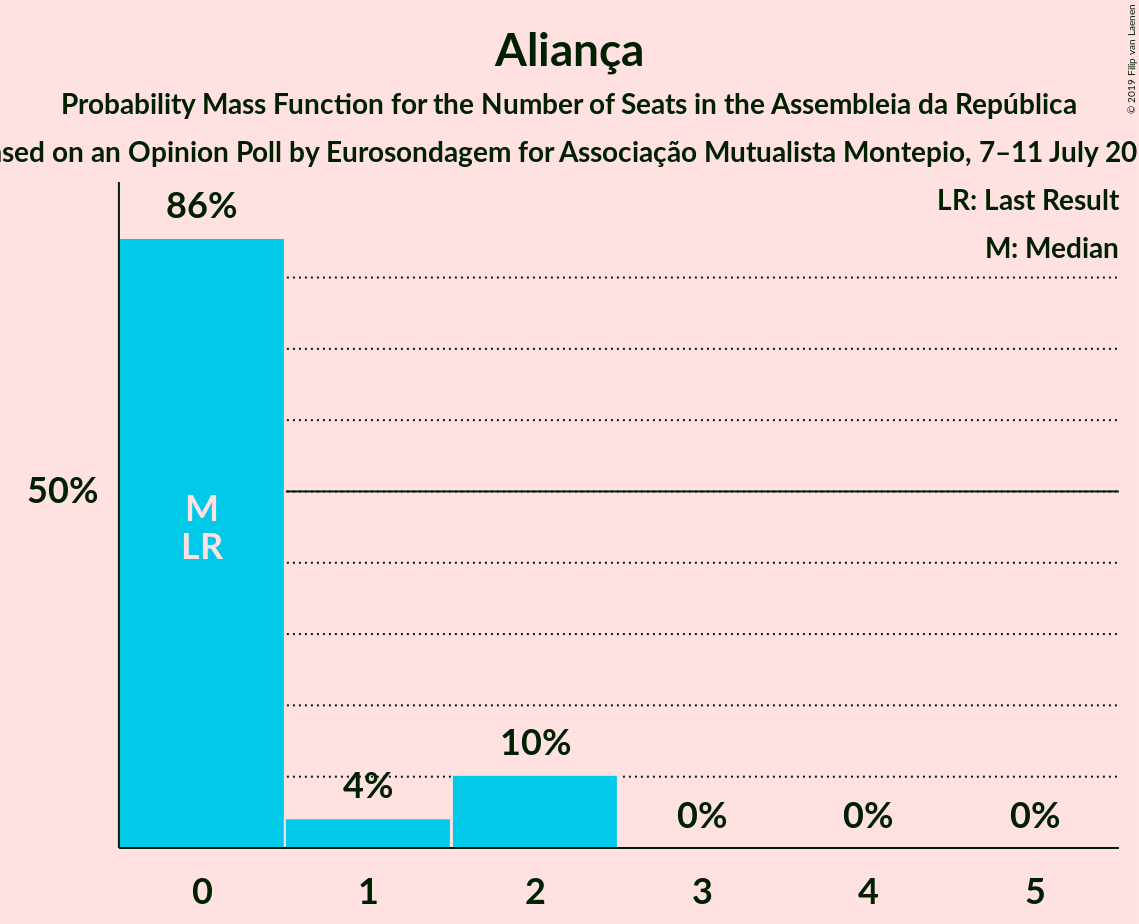 Aliança
Probability Mass Function for the Number of Seats in the Assembleia da República
on an Opinion Poll by Eurosondagem for Associação Mutualista Montepio, 7–11 July
© 2019 Filip van Laenen
LR: Last Result
M: Median
86%
50%
M
LR
10%
4%
0%
0%
0%
0
1
2
3
4
5